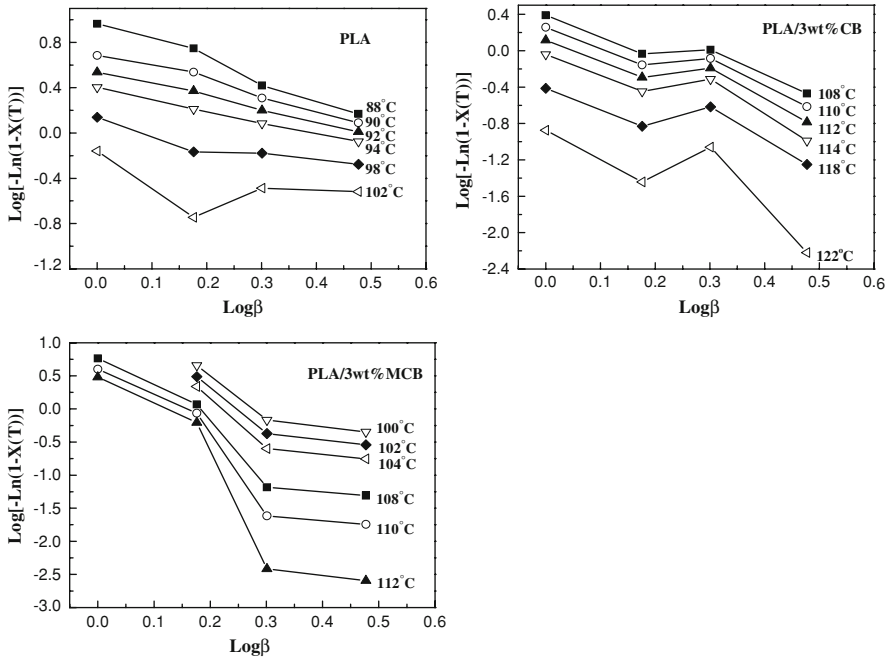 PLA
Log[-Ln(1-X(T))]
0.8
0.4
0.0
-0.4
-0.8
-1.2
88°C
90°C
92°C
94°C
98°C
102°C
0.0 0.1 0.2 0.3 0.4 0.5 0.6
Logβ
PLA/3wt%CB
Log[-Ln(1-X(T))]
0.4
0.0
-0.4
-0.8
-1.2
-1.6
-2.0
-2.4
108°C
110°C
112°C
114°C
118°C
122°C
0.0 0.1 0.2 0.3 0.4 0.5 0.6
Logβ
PLA/3wt%MCB
Log[-Ln(1-X(T))]
1.0
0.5
0.0
-0.5
-1.0
-1.5
-2.0
-2.5
-3.0
100°C
102°C
104°C
108°C
110°C
112°C
0.0 0.1 0.2 0.3 0.4 0.5 0.6
Logβ